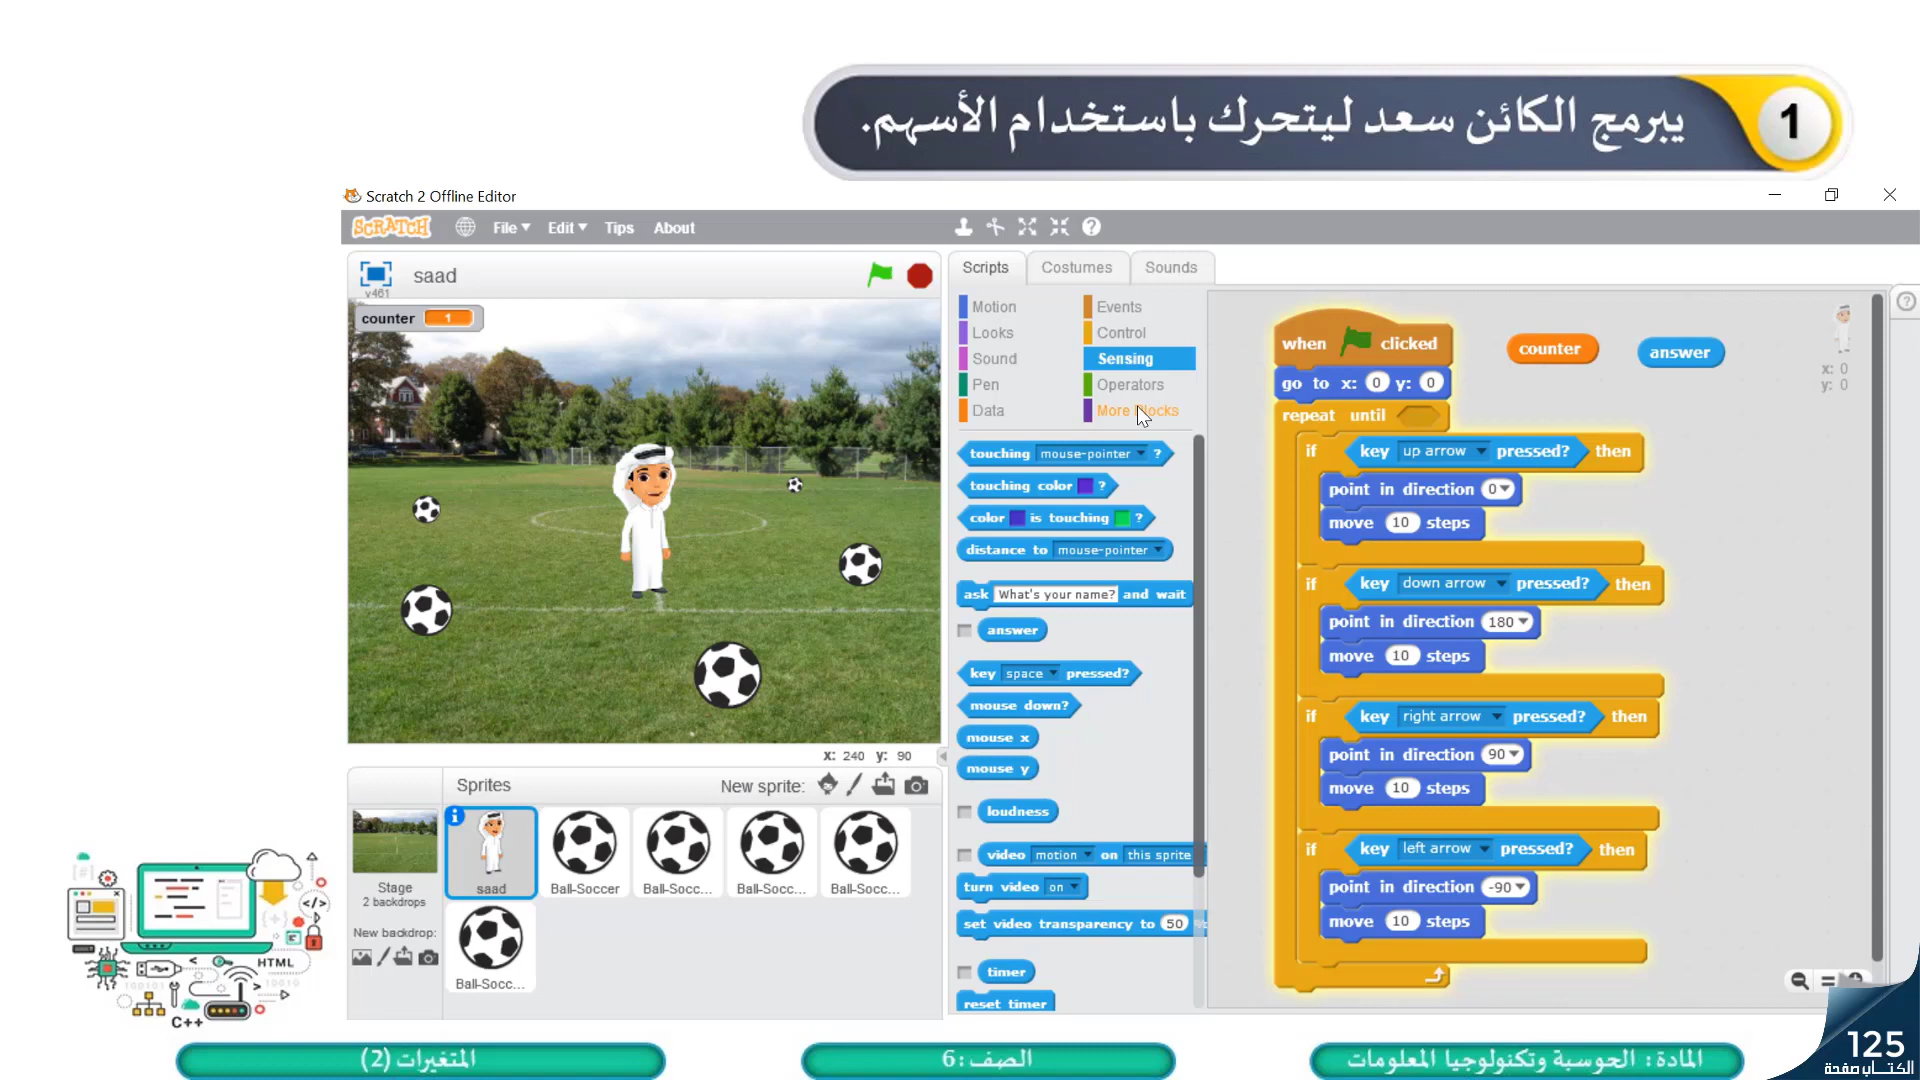 1 يبرمج الكائن سعد ليتحرك باستخدام الأسهم.
Scratch 2 Offline Editor
SCRATCH File Edit Tips About
saad
v461
counter 1
x: 240 y: 90
Sprites New sprite:
Stage
2 backdrops
New backdrop:
saad Ball-Soccer Ball-Socc... Ball-Socc... Ball-Socc...
Ball-Socc...
Scripts Costumes Sounds
Motion Events
Looks Control
Sound Sensing
Pen Operators
Data More Blocks
touching mouse-pointer ?
touching color ?
color is touching ?
distance to mouse-pointer
ask What's your name? and wait
answer
key space pressed?
mouse down?
mouse x
mouse y
loudness
video motion on this sprite
turn video on
set video transparency to 50 %
timer
reset timer
when clicked
go to x: 0 y: 0
repeat until
if key up arrow pressed? then
point in direction 0
move 10 steps
if key down arrow pressed? then
point in direction 180
move 10 steps
if key right arrow pressed? then
point in direction 90
move 10 steps
if key left arrow pressed? then
point in direction -90
move 10 steps
counter answer
x: 0
y: 0
HTML
C++
المادة: الحوسبة وتكنولوجيا المعلومات
الصف: 6
المتغيرات (2)
125
الكتاب صفحة